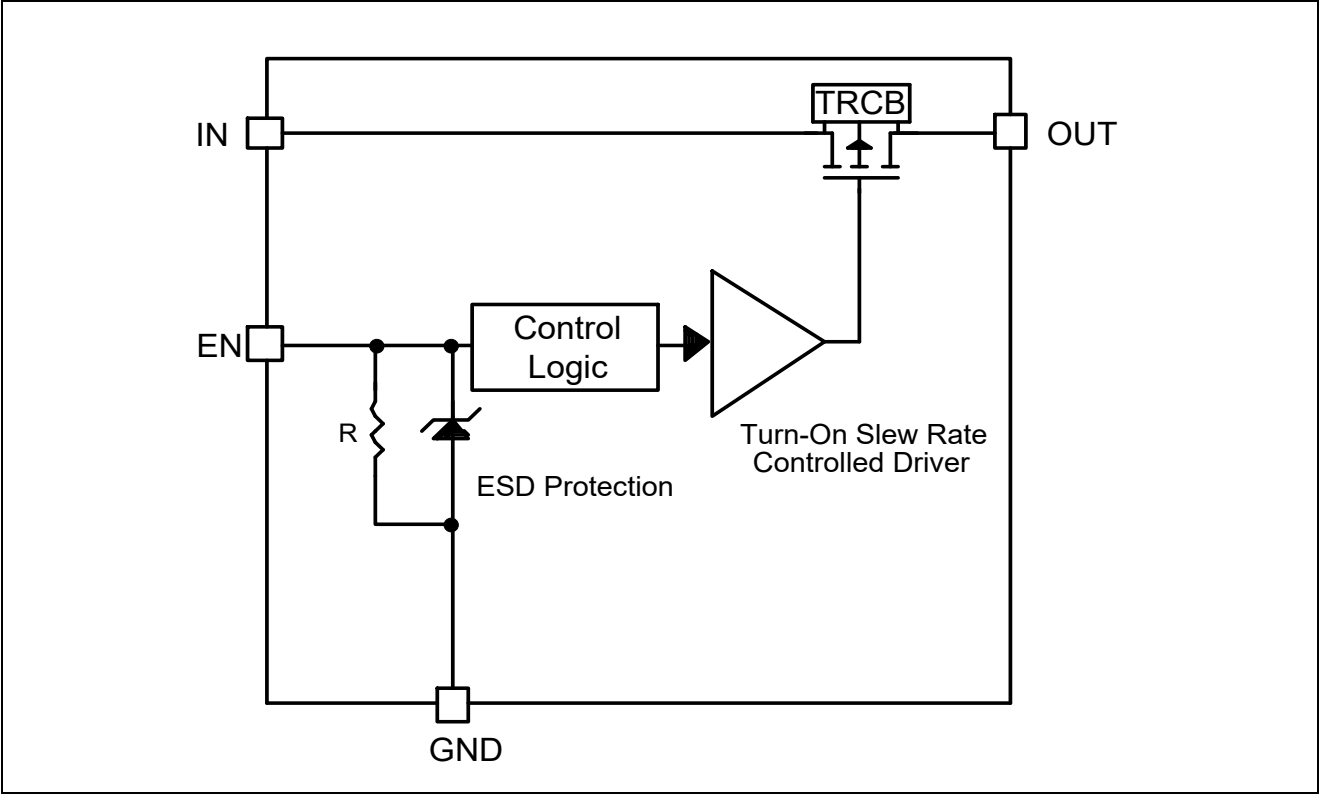 TRCB
IN
OUT
EN
Control
Logic
R
Turn-On Slew Rate
Controlled Driver
ESD Protection
GND